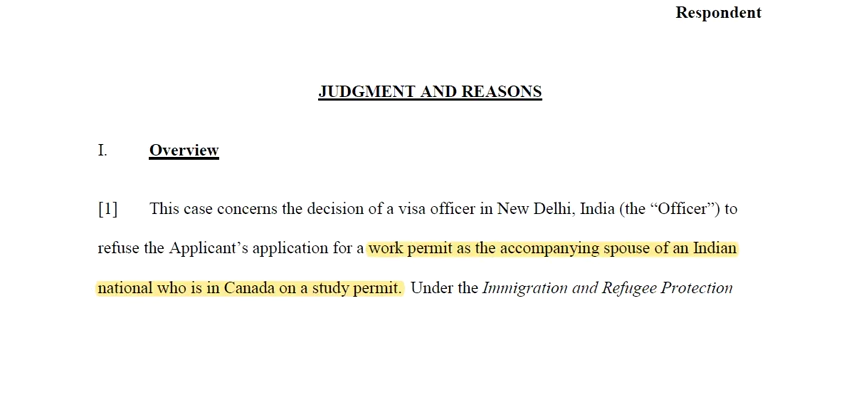 Respondent
JUDGMENT AND REASONS
I. Overview
[1] This case concerns the decision of a visa officer in New Delhi, India (the “Officer”) to
refuse the Applicant’s application for a work permit as the accompanying spouse of an Indian
national who is in Canada on a study permit. Under the Immigration and Refugee Protection